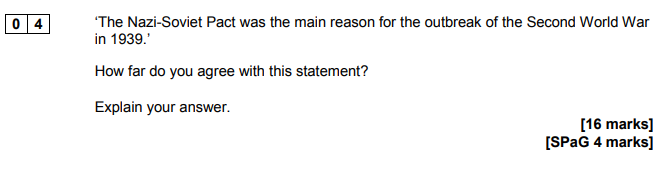 0 4 ‘The Nazi-Soviet Pact was the main reason for the outbreak of the Second World War
in 1939.’
How far do you agree with this statement?
Explain your answer.
[16 marks]
[SPaG 4 marks]